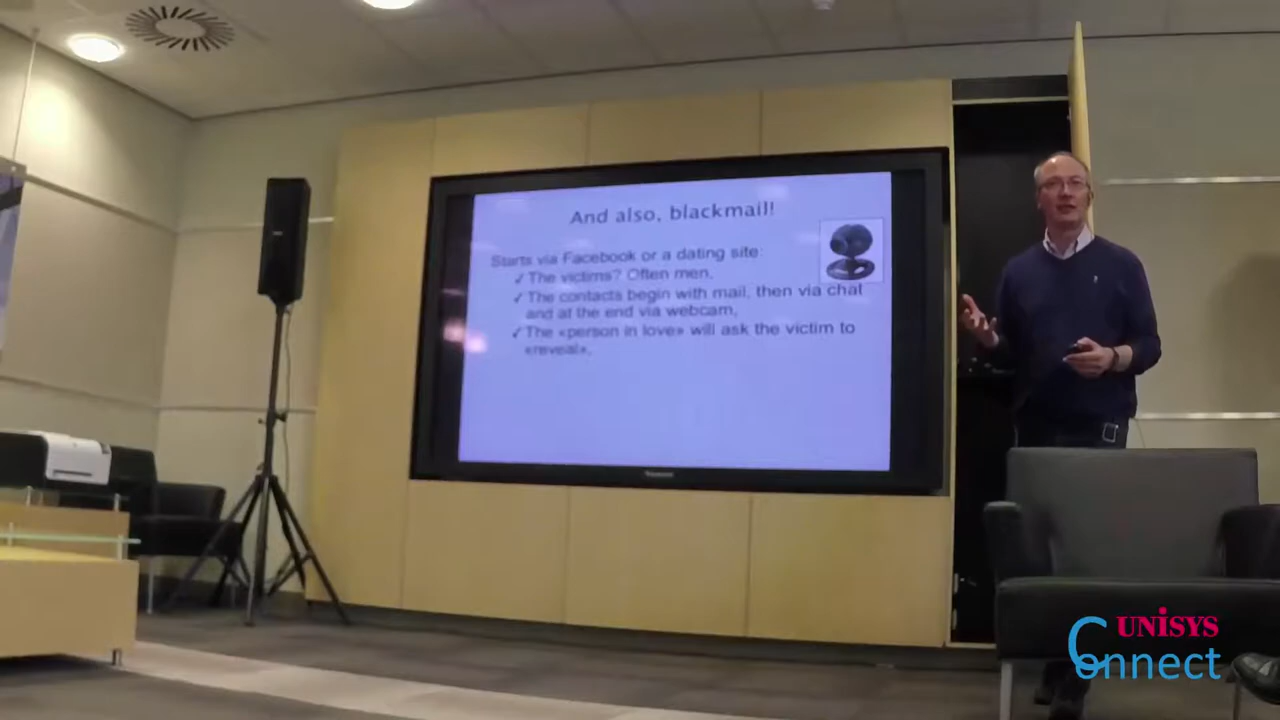 And also, blackmail!
Starts via Facebook or a dating site:
✓ The victims? Often men,
✓ The contacts begin with mail, then via chat
and at the end via webcam,
✓ The «person in love» will ask the victim to
«reveal»,
UNISYS
Connect